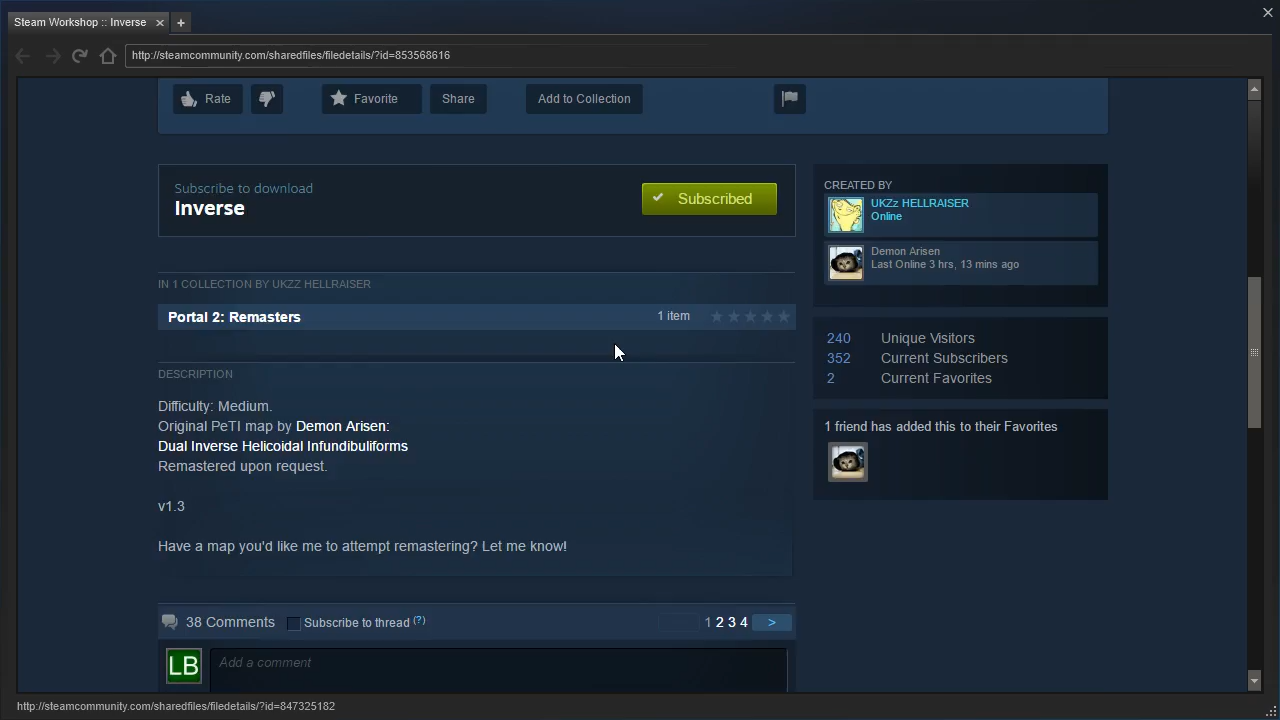 Steam Workshop :: Inverse
http://steamcommunity.com/sharedfiles/filedetails/?id=853568616
Rate
Favorite
Share
Add to Collection
Subscribe to download
Inverse
Subscribed
IN 1 COLLECTION BY UKZZ HELLRAISER
Portal 2: Remasters
1 item
DESCRIPTION
Difficulty: Medium.
Original PeTI map by Demon Arisen:
Dual Inverse Helicoidal Infundibuliforms
Remastered upon request.
v1.3
Have a map you'd like me to attempt remastering? Let me know!
38 Comments
Subscribe to thread (?)
1 2 3 4 >
LB
Add a comment
CREATED BY
UKZz HELLRAISER
Online
Demon Arisen
Last Online 3 hrs, 13 mins ago
240 Unique Visitors
352 Current Subscribers
2 Current Favorites
1 friend has added this to their Favorites
http://steamcommunity.com/sharedfiles/filedetails/?id=847325182